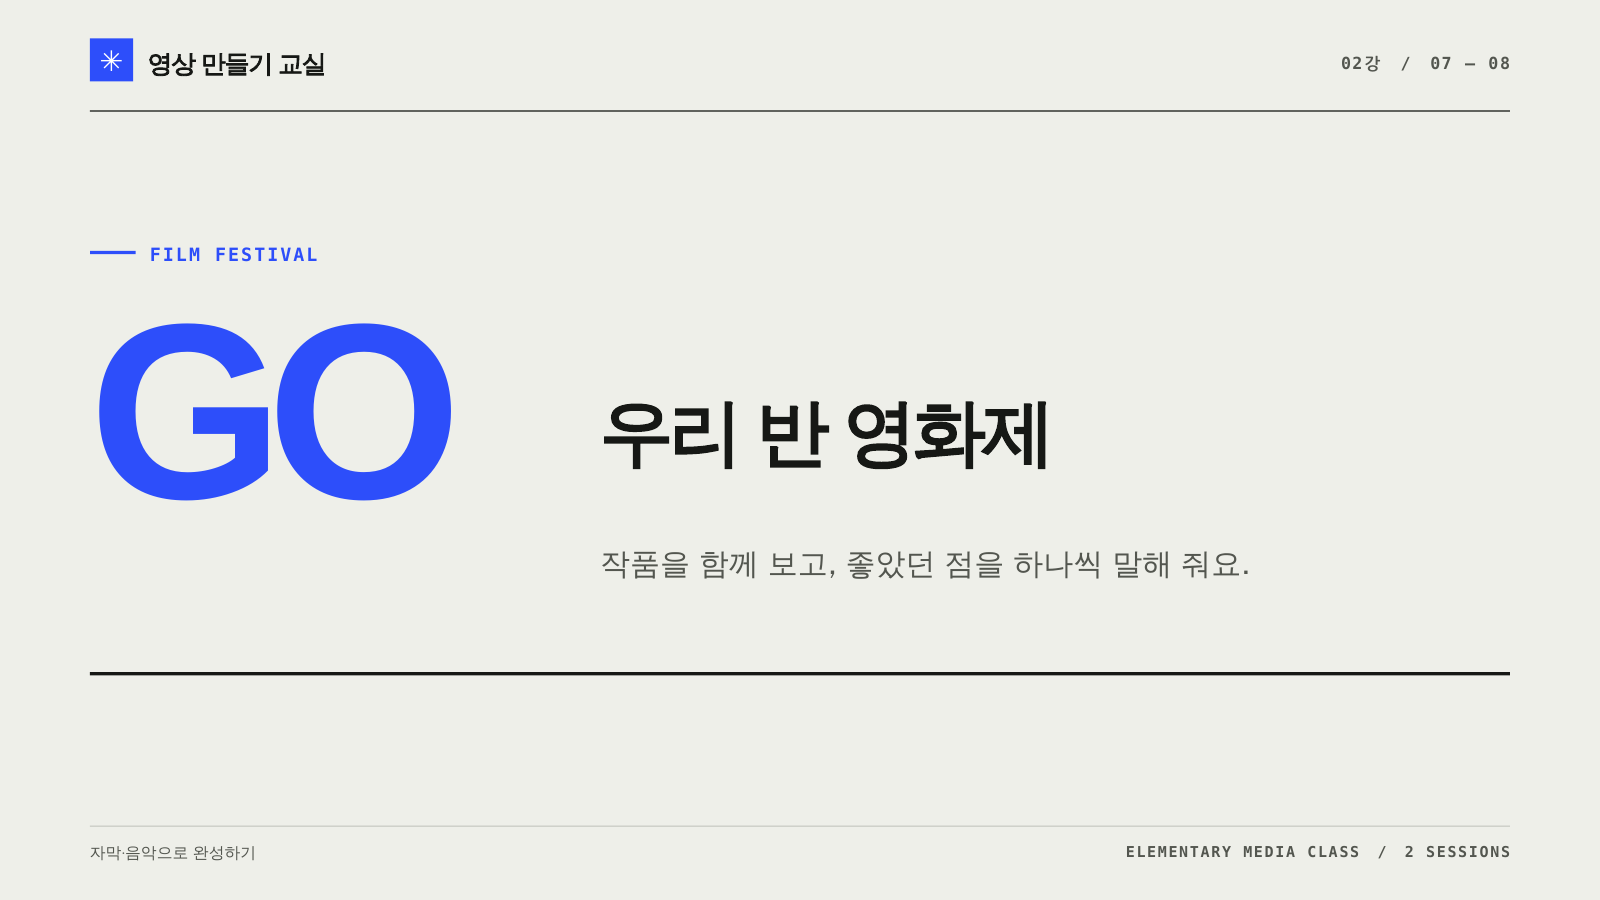 영상 만들기 교실
02강 / 07 — 08
FILM FESTIVAL
GO
우리 반 영화제
작품을 함께 보고, 좋았던 점을 하나씩 말해 줘요.
자막·음악으로 완성하기
ELEMENTARY MEDIA CLASS / 2 SESSIONS